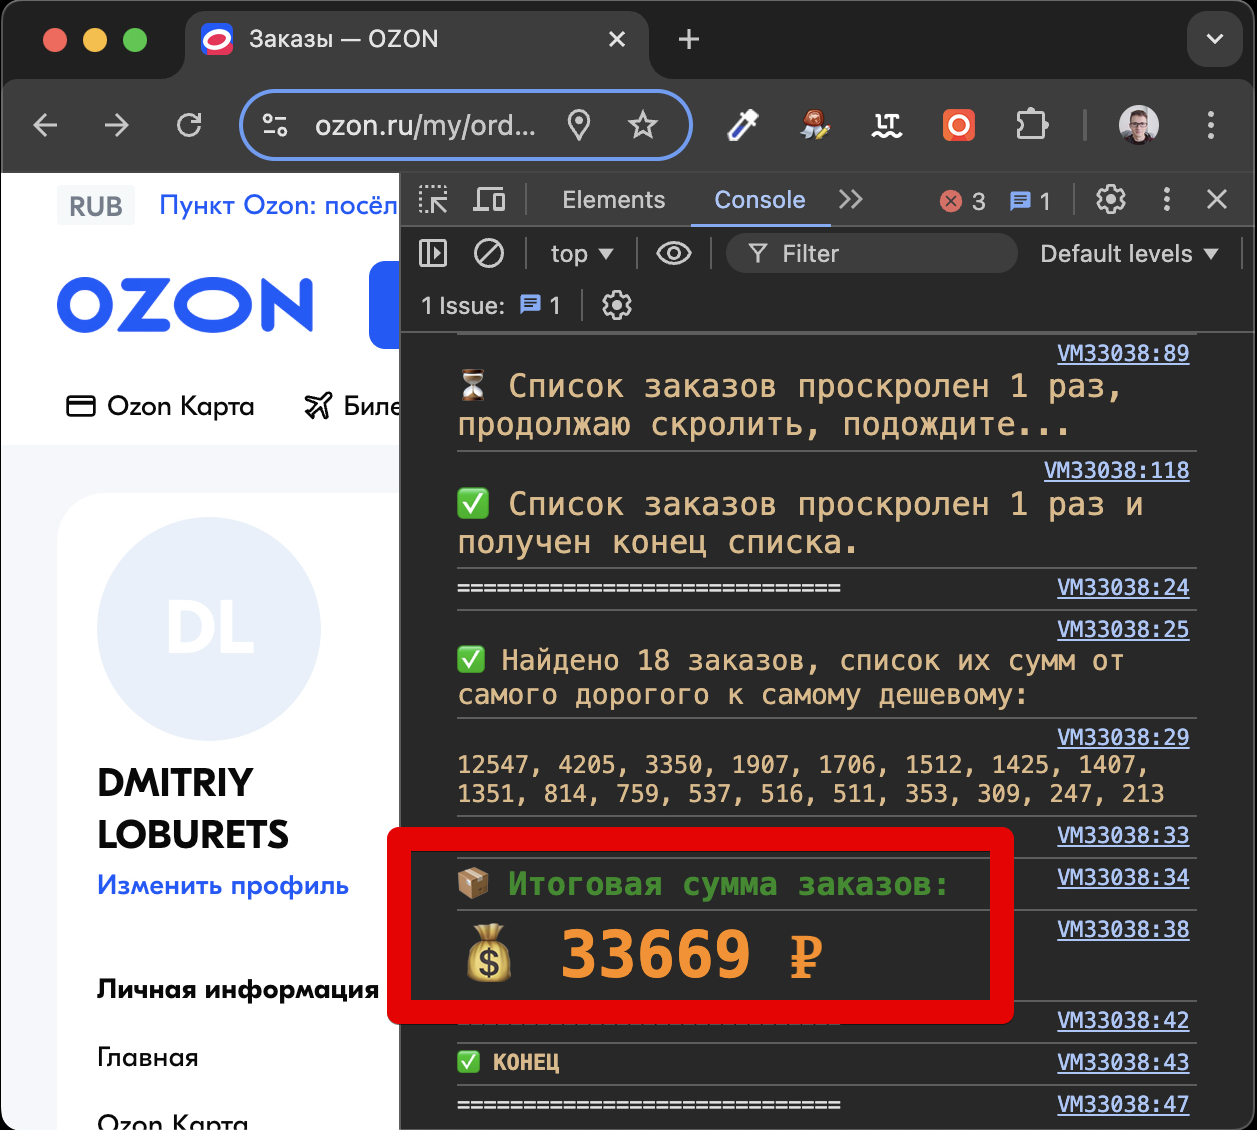 Заказы — OZON
ozon.ru/my/ord...
LT
RUB
Пункт Ozon: посёл
OZON
Ozon Карта
Биле
DL
DMITRIY
LOBURETS
Изменить профиль
Личная информация
Главная
Ozon Карта
Elements
Console
3
1
top
Filter
Default levels
1 Issue:
1
VM33038:89
⏳ Список заказов проскролен 1 раз,
продолжаю скролить, подождите...
VM33038:118
✅ Список заказов проскролен 1 раз и
получен конец списка.
============================= VM33038:24
VM33038:25
✅ Найдено 18 заказов, список их сумм от
самого дорогого к самому дешевому:
VM33038:29
12547, 4205, 3350, 1907, 1706, 1512, 1425, 1407,
1351, 814, 759, 537, 516, 511, 353, 309, 247, 213
VM33038:33
📦 Итоговая сумма заказов: VM33038:34
💰 33669 ₽ VM33038:38
VM33038:42
✅ КОНЕЦ VM33038:43
============================= VM33038:47